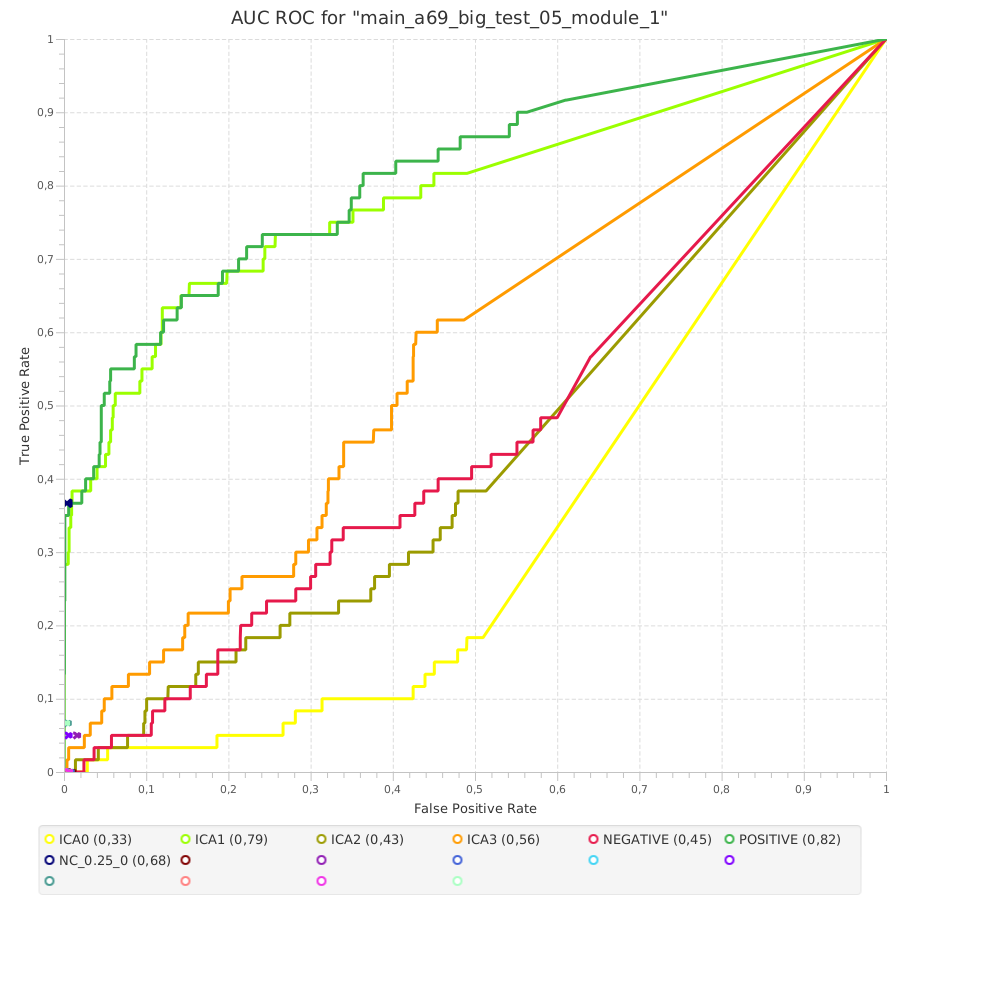 AUC ROC for "main_a69_big_test_05_module_1"
1
0,9
0,8
0,7
0,6
0,5
0,4
0,3
0,2
0,1
0
True Positive Rate
0 0,1 0,2 0,3 0,4 0,5 0,6 0,7 0,8 0,9 1
False Positive Rate
ICA0 (0,33) ICA1 (0,79) ICA2 (0,43) ICA3 (0,56) NEGATIVE (0,45) POSITIVE (0,82)
NC_0.25_0 (0,68)